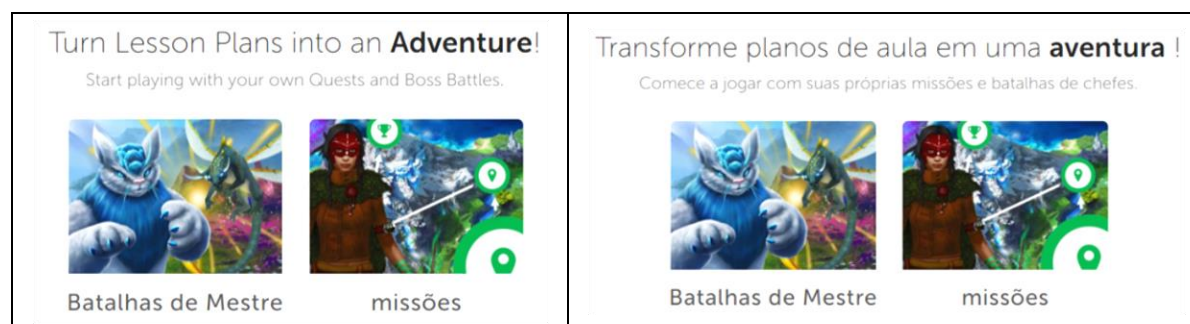 Turn Lesson Plans into an Adventure!
Start playing with your own Quests and Boss Battles.
Batalhas de Mestre
missões
Transforme planos de aula em uma aventura !
Comece a jogar com suas próprias missões e batalhas de chefes.
Batalhas de Mestre
missões